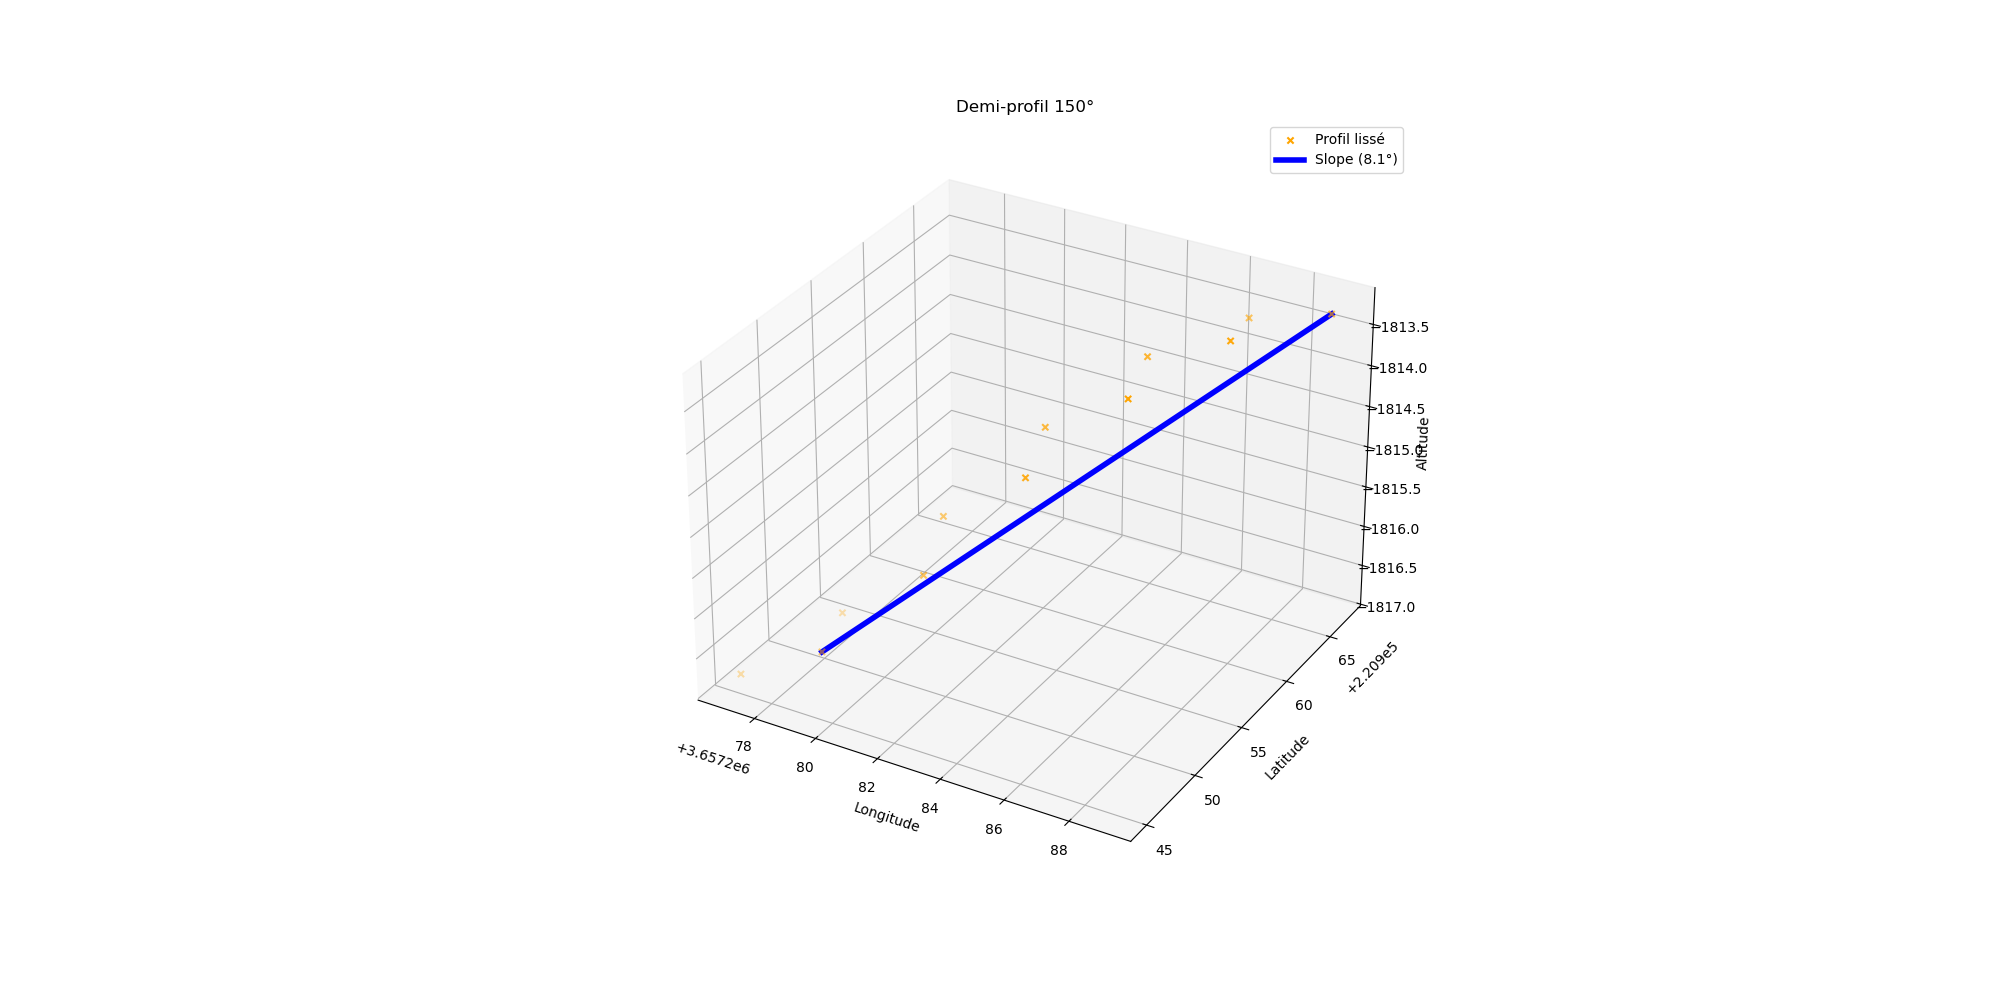 Demi-profil 150°
Profil lissé
Slope (8.1°)
−1813.5
−1814.0
−1814.5
−1815.0
−1815.5
−1816.0
−1816.5
−1817.0
Altitude
65
60
55
50
45
+2.209e5
Latitude
78
80
82
84
86
88
+3.6572e6
Longitude